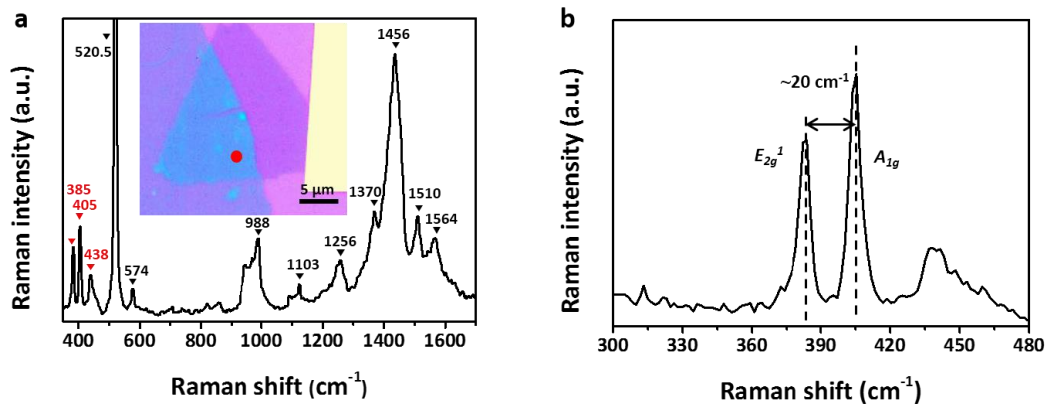 a
Raman intensity (a.u.)
520.5
385
405
438
574
988
1103
1256
1370
1456
1510
1564
5 µm
400 600 800 1000 1200 1400 1600
Raman shift (cm⁻¹)
b
Raman intensity (a.u.)
~20 cm⁻¹
E₂g¹
A₁g
300 330 360 390 420 450 480
Raman shift (cm⁻¹)